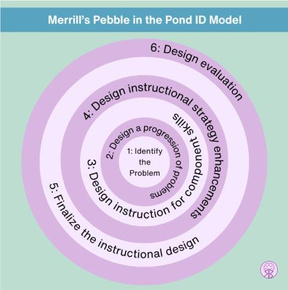 Merrill's Pebble in the Pond ID Model
1: Identify
the
Problem
2: Design a progression of problems
3: Design instruction for component skills
4: Design instructional strategy enhancements
5: Finalize the instructional design
6: Design evaluation